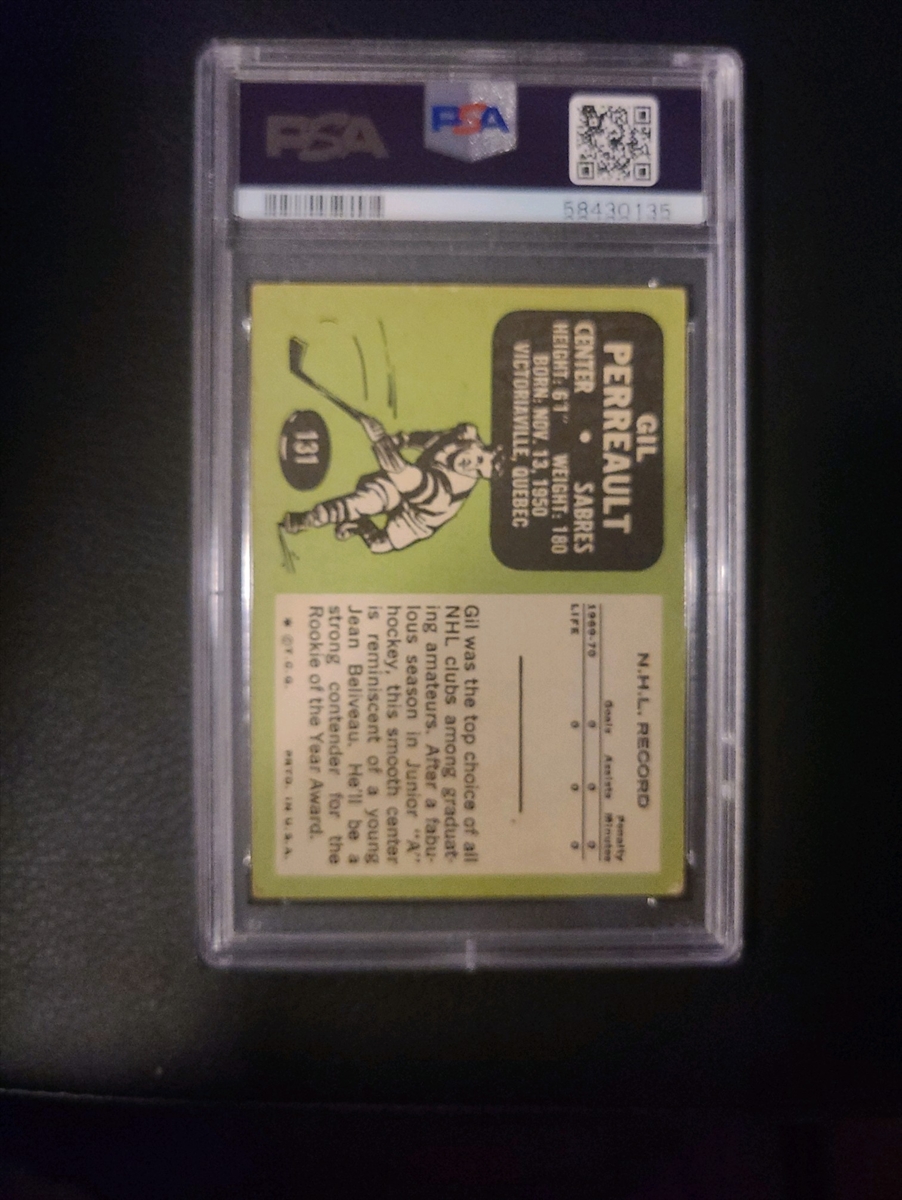 PSA
PSA
58430135
GIL
PERREAULT
CENTER • SABRES
HEIGHT: 6'1" WEIGHT: 180
BORN: NOV. 13, 1950
VICTORIAVILLE, QUEBEC
131
N.H.L. RECORD
Goals Assists Penalty Minutes
1969-70 0 0 0
LIFE 0 0 0
Gil was the top choice of all
NHL clubs among graduat-
ing amateurs. After a fabu-
lous season in Junior "A"
hockey, this smooth center
is reminiscent of a young
Jean Beliveau. He'll be a
strong contender for the
Rookie of the Year Award.
* ©T.C.G. PRTD. IN U.S.A.